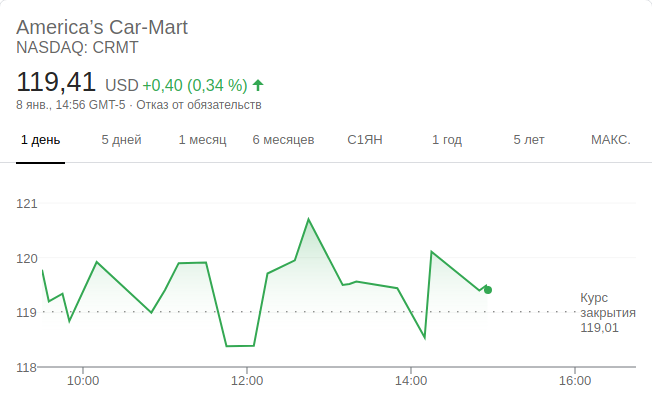 America’s Car-Mart
NASDAQ: CRMT
119,41 USD +0,40 (0,34 %)
8 янв., 14:56 GMT-5 · Отказ от обязательств
1 день 5 дней 1 месяц 6 месяцев С1ЯН 1 год 5 лет МАКС.
121
120
119
118
Курс
закрытия
119,01
10:00 12:00 14:00 16:00